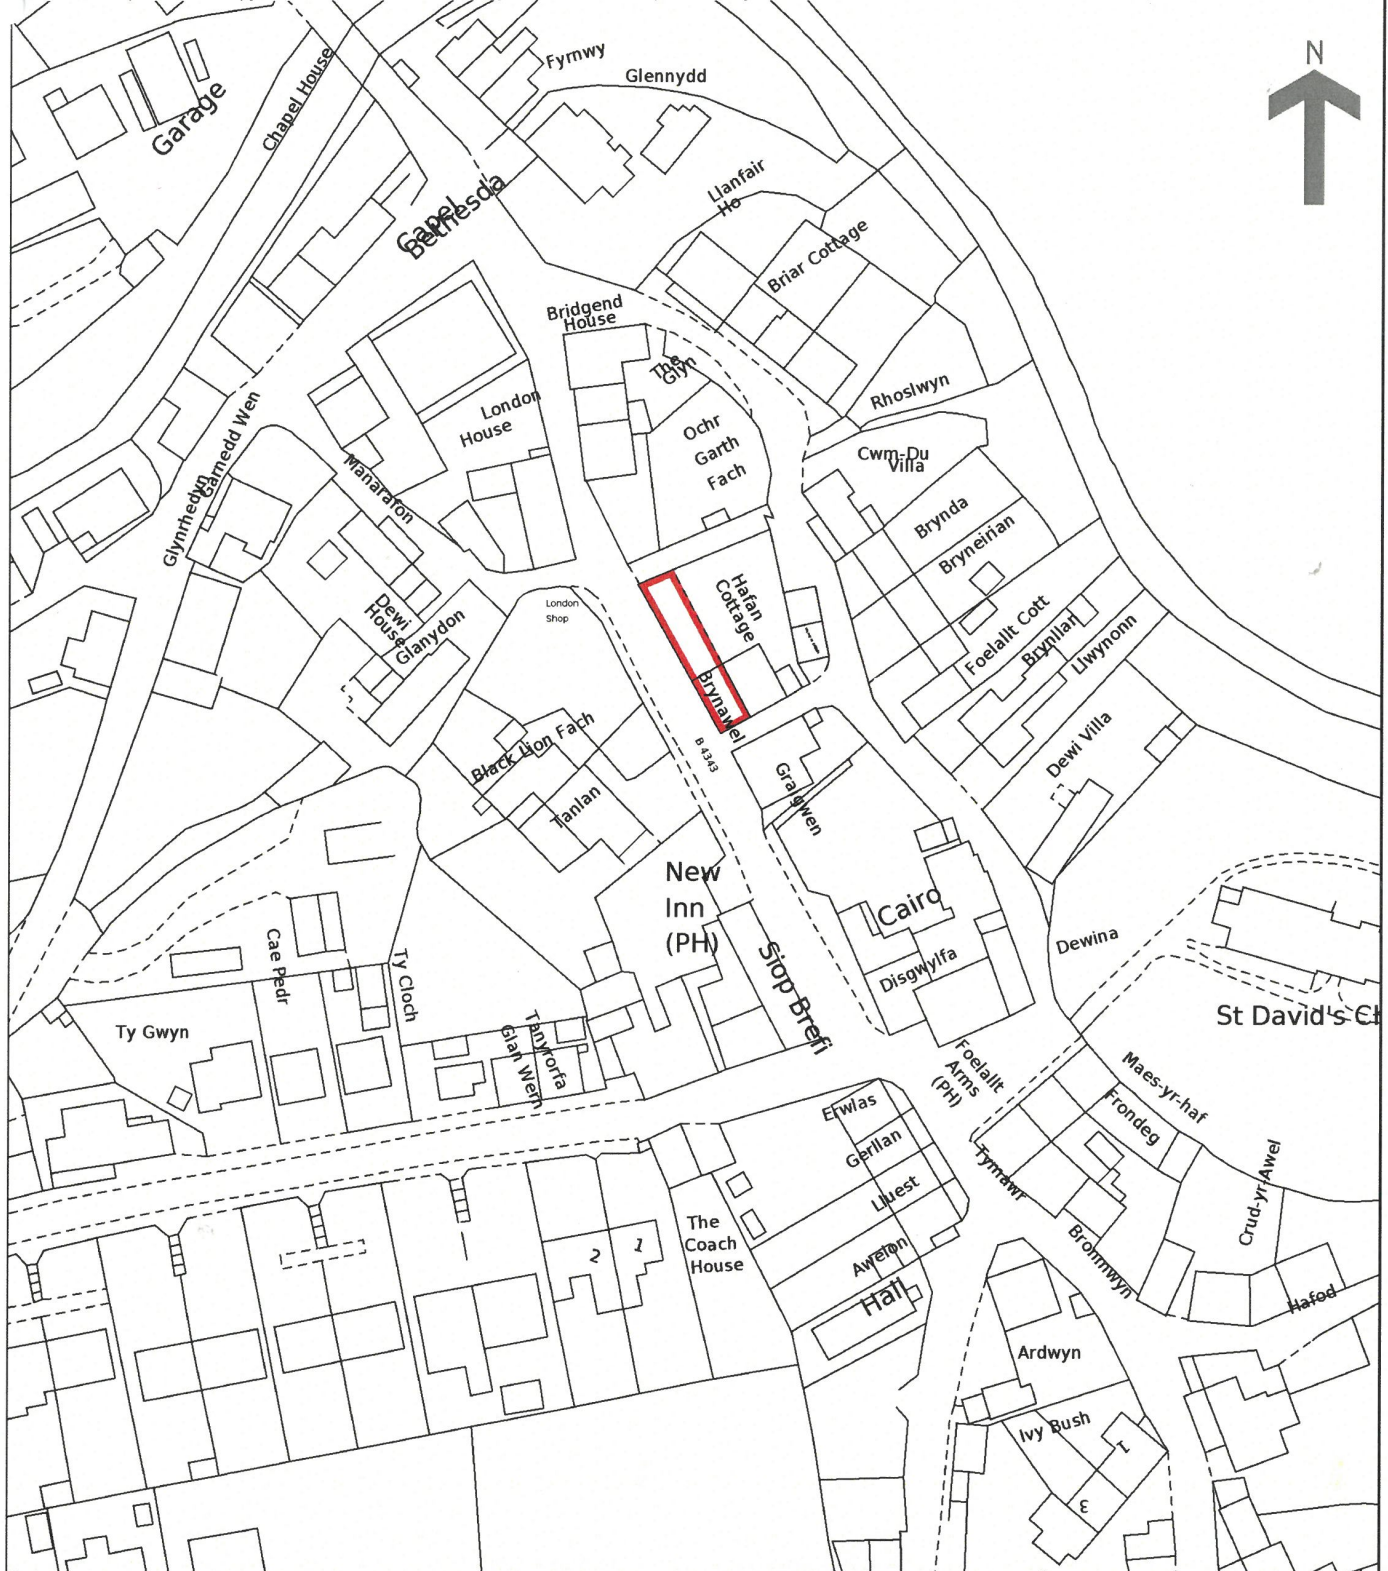 N
Fyrnwy
Glennydd
Garage
Chapel House
Llanfair
Ho
Capel
Bethesda
Briar Cottage
Bridgend
House
The
Glyn
Rhoslwyn
London
House
Garnedd Wen
Glynrhedyn
Manarafon
Ochr
Garth
Fach
Cwm-Du
Villa
Brynda
Bryneirian
Hafan
Cottage
London
Shop
Dewi
House
Glanydon
Foelallt Cott
Brynllan
Llwynonn
Brynawel
B 4343
Black Lion Fach
Tanlan
Graigwen
Dewi Villa
New
Inn
(PH)
Cairo
Siop Brefi
Disgwylfa
Dewina
St David's Ch
Cae Pedr
Ty Cloch
Ty Gwyn
Tanyrorfa
Glan Wern
Foelallt
Arms
(PH)
Maes-yr-haf
Frondeg
Erwlas
Gerllan
Lluest
Awelon
Hall
Tymawr
Bronmwyn
Crud-yr-Awel
Hafod
The
Coach
House
2
1
Ardwyn
Ivy Bush
1
3